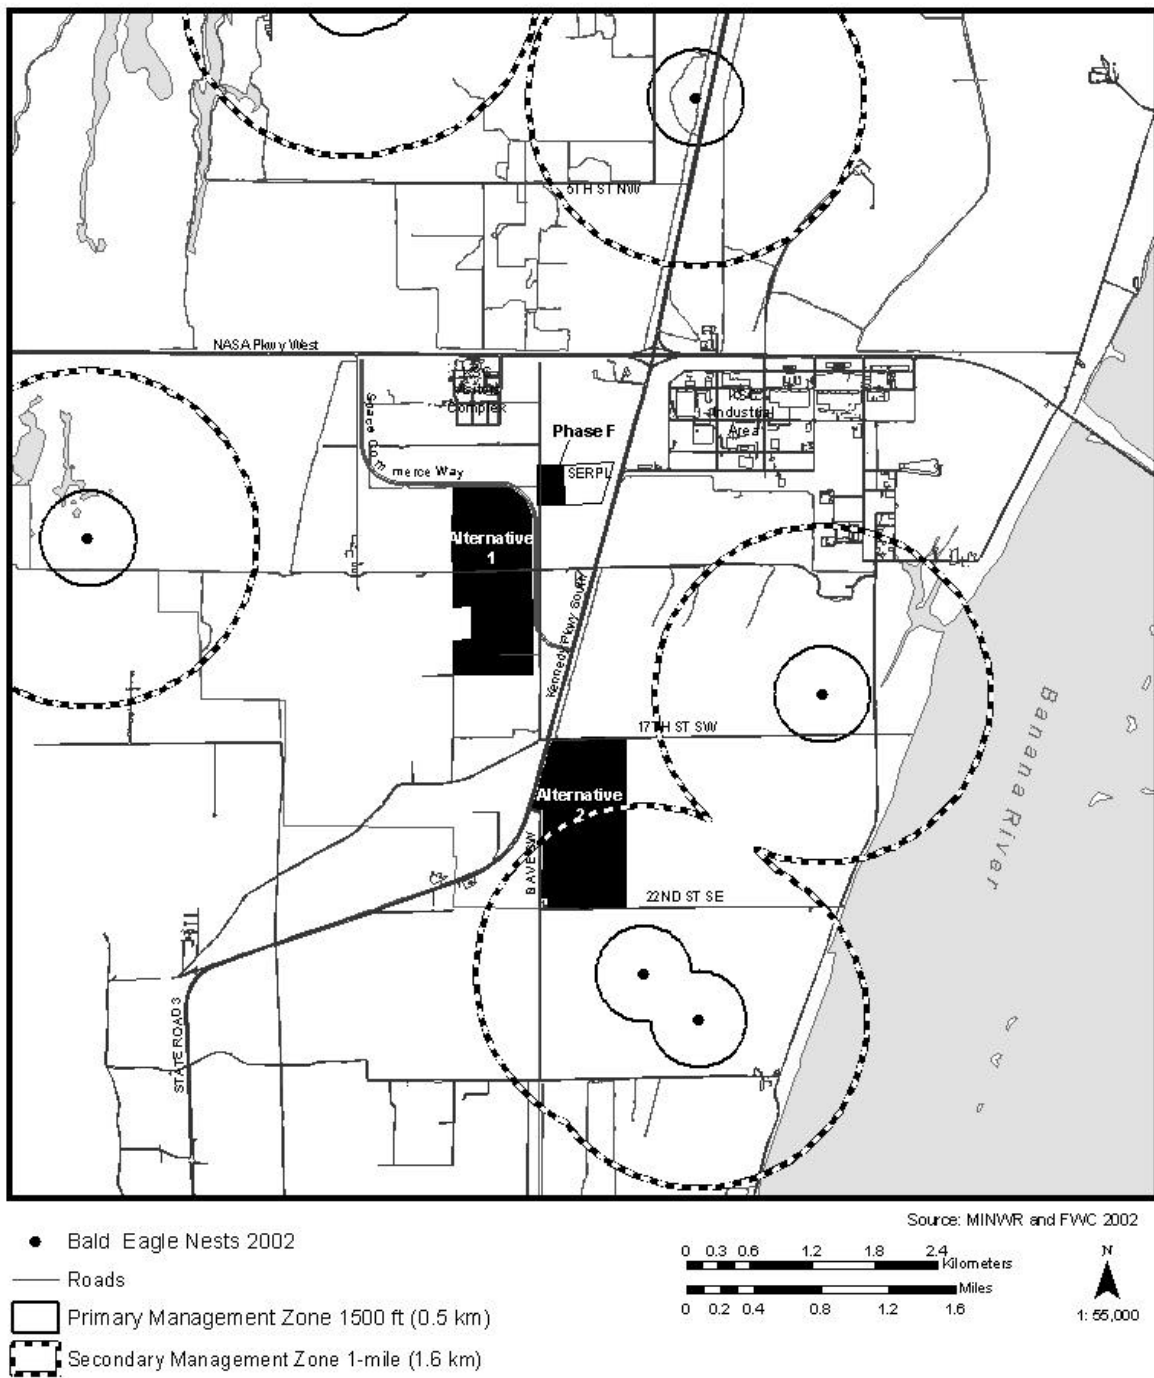 5TH ST NW
NASA Pkwy West
Space Commerce Way
Visitor
Complex
KSC
Industrial
Area
Phase F
SERPL
Alternative
1
Kennedy Pkwy South
17TH ST SW
Alternative
2
B AVE SW
22ND ST SE
STATE ROAD 3
Banana River
Source: MINWR and FWC 2002
Bald Eagle Nests 2002
Roads
Primary Management Zone 1500 ft (0.5 km)
Secondary Management Zone 1-mile (1.6 km)
0 0.3 0.6 1.2 1.8 2.4
Kilometers
Miles
0 0.2 0.4 0.8 1.2 1.6
N
1: 55,000